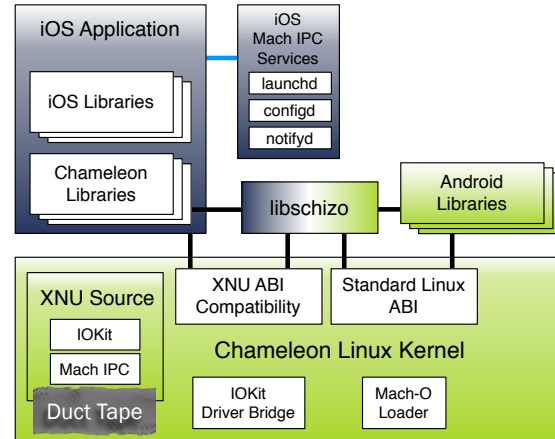 iOS Application
iOS Libraries
Chameleon
Libraries
iOS
Mach IPC
Services
launchd
configd
notifyd
libschizo
Android
Libraries
XNU Source
IOKit
Mach IPC
Duct Tape
XNU ABI
Compatibility
Standard Linux
ABI
Chameleon Linux Kernel
IOKit
Driver Bridge
Mach-O
Loader